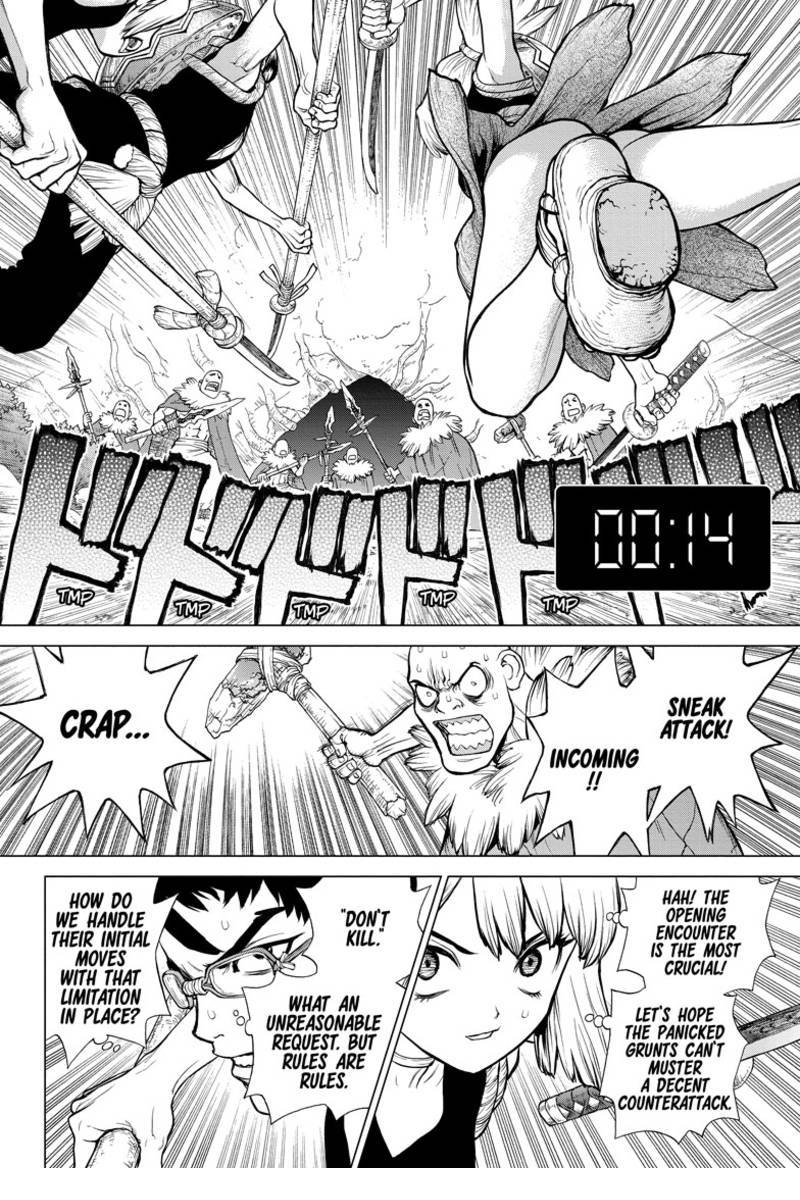 ドドドドドド
TMP
TMP
TMP
TMP
TMP
00:14
SNEAK
ATTACK!
INCOMING
!!
CRAP...
HAH! THE
OPENING
ENCOUNTER
IS THE MOST
CRUCIAL!
LET'S HOPE
THE PANICKED
GRUNTS CAN'T
MUSTER
A DECENT
COUNTERATTACK.
"DON'T
KILL."
WHAT AN
UNREASONABLE
REQUEST. BUT
RULES ARE
RULES.
HOW DO
WE HANDLE
THEIR INITIAL
MOVES
WITH THAT
LIMITATION
IN PLACE?